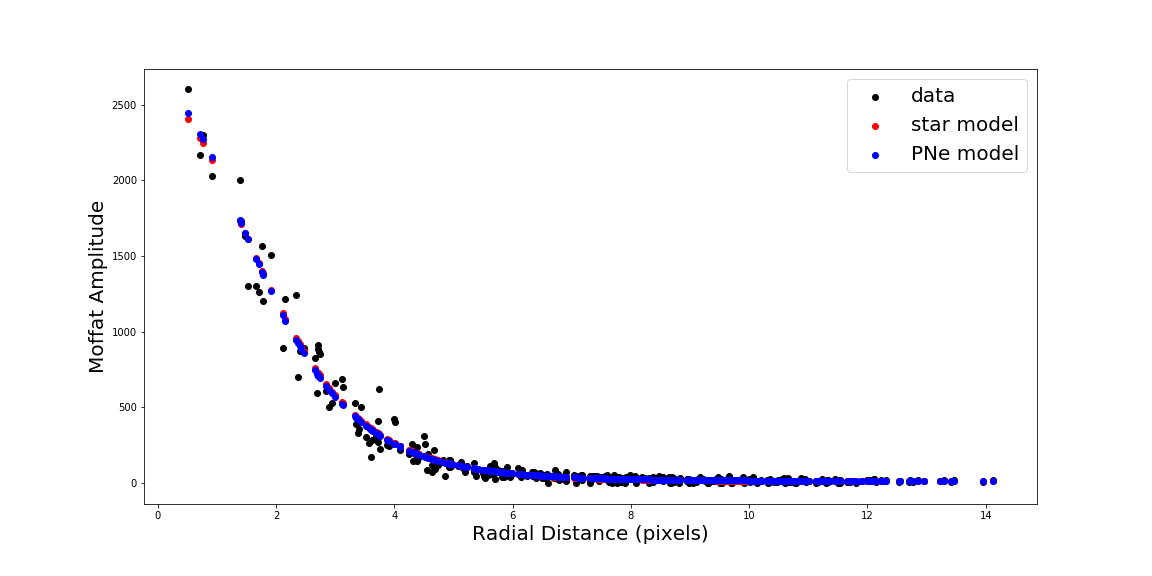 data
star model
PNe model
Moffat Amplitude
2500
2000
1500
1000
500
0
0 2 4 6 8 10 12 14
Radial Distance (pixels)